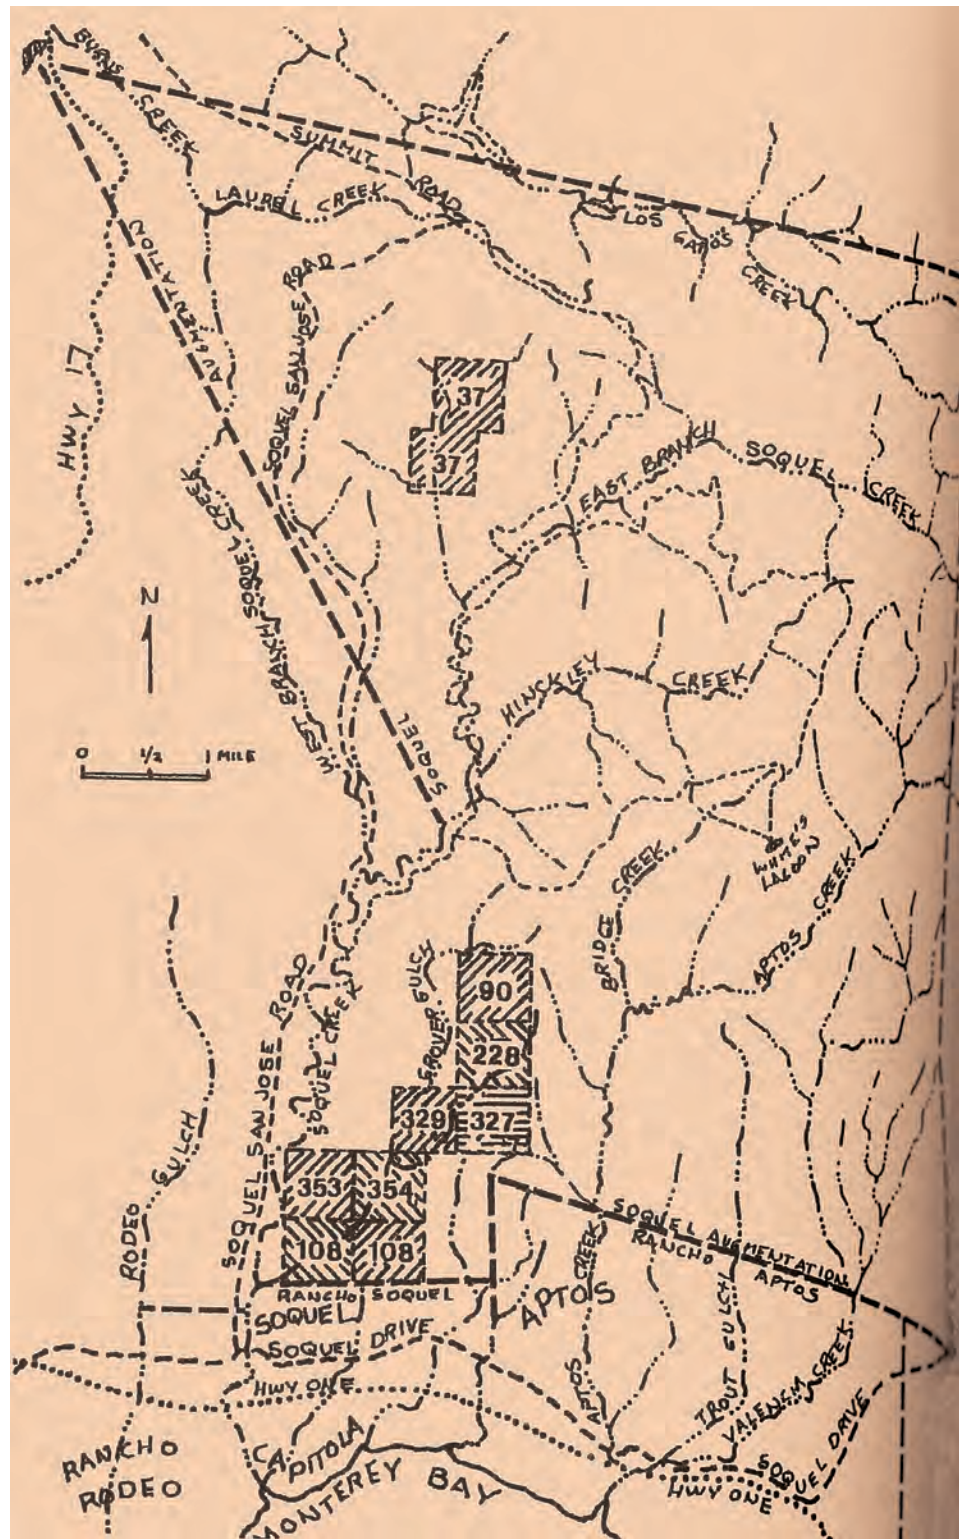 BURNS
CREEK
SUMMIT
ROAD
LAUREL CREEK
LOS
GATOS
CREEK
AUGMENTATION
SOQUEL SAN JOSE ROAD
HWY 17
37
37
EAST BRANCH
SOQUEL
CREEK
WEST BRANCH SOQUEL CREEK
N
HINCKLEY
CREEK
0 1/2 1 MILE
SOQUEL
WHITE'S
LAGOON
BRIDGE
CREEK
APTOS
CREEK
SOQUEL SAN JOSE ROAD
SOQUEL CREEK
GROVER GULCH
90
228
329
327
353
354
108
108
RODEO
GULCH
SOQUEL AUGMENTATION
RANCHO
APTOS
RANCHO SOQUEL
SOQUEL
APTOS
SOQUEL DRIVE
HWY ONE
APTOS
CREEK
TROUT GULCH
VALENCIA CREEK
RANCHO
RODEO
CA
PITOLA
MONTEREY BAY
SOQUEL DRIVE
HWY ONE